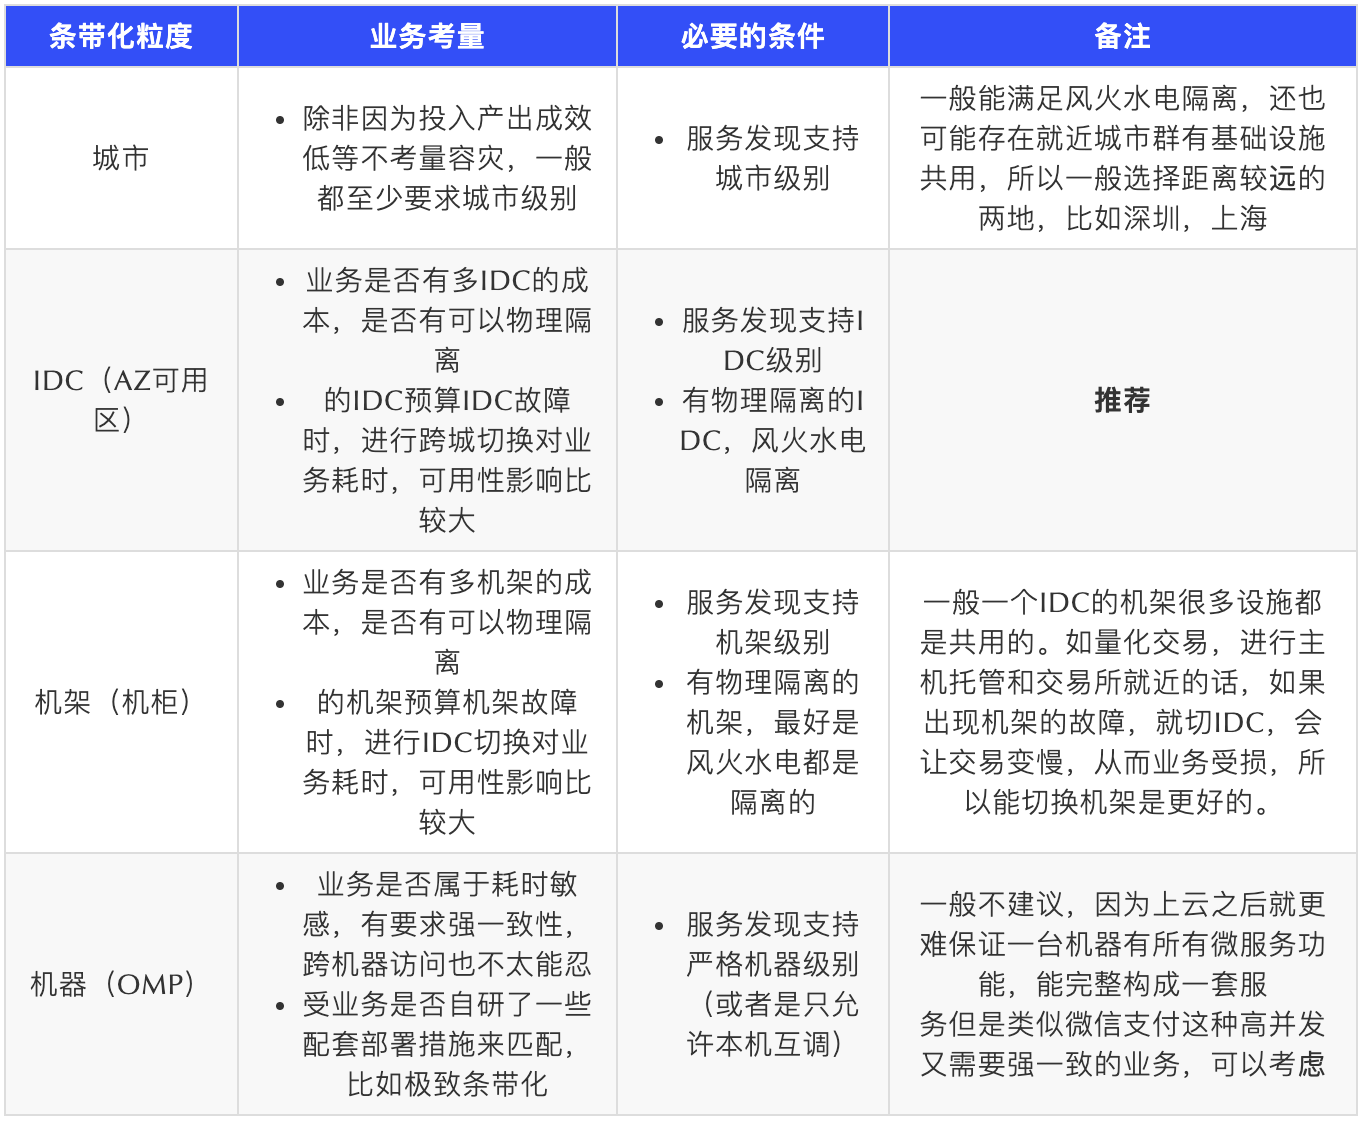 条带化粒度
业务考量
必要的条件
备注
城市
• 除非因为投入产出成效
低等不考量容灾，一般
都至少要求城市级别
• 服务发现支持
城市级别
一般能满足风火水电隔离，还也
可能存在就近城市群有基础设施
共用，所以一般选择距离较远的
两地，比如深圳，上海
IDC（AZ可用
区）
• 业务是否有多IDC的成
本，是否有可以物理隔
离
• 的IDC预算IDC故障
时，进行跨城切换对业
务耗时，可用性影响比
较大
• 服务发现支持I
DC级别
• 有物理隔离的I
DC，风火水电
隔离
推荐
机架（机柜）
• 业务是否有多机架的成
本，是否有可以物理隔
离
• 的机架预算机架故障
时，进行IDC切换对业
务耗时，可用性影响比
较大
• 服务发现支持
机架级别
• 有物理隔离的
机架，最好是
风火水电都是
隔离的
一般一个IDC的机架很多设施都
是共用的。如量化交易，进行主
机托管和交易所就近的话，如果
出现机架的故障，就切IDC，会
让交易变慢，从而业务受损，所
以能切换机架是更好的。
机器（OMP）
• 业务是否属于耗时敏
感，有要求强一致性，
跨机器访问也不太能忍
• 受业务是否自研了一些
配套部署措施来匹配，
比如极致条带化
• 服务发现支持
严格机器级别
（或者是只允
许本机互调）
一般不建议，因为上云之后就更
难保证一台机器有所有微服务功
能，能完整构成一套服
务但是类似微信支付这种高并发
又需要强一致的业务，可以考虑